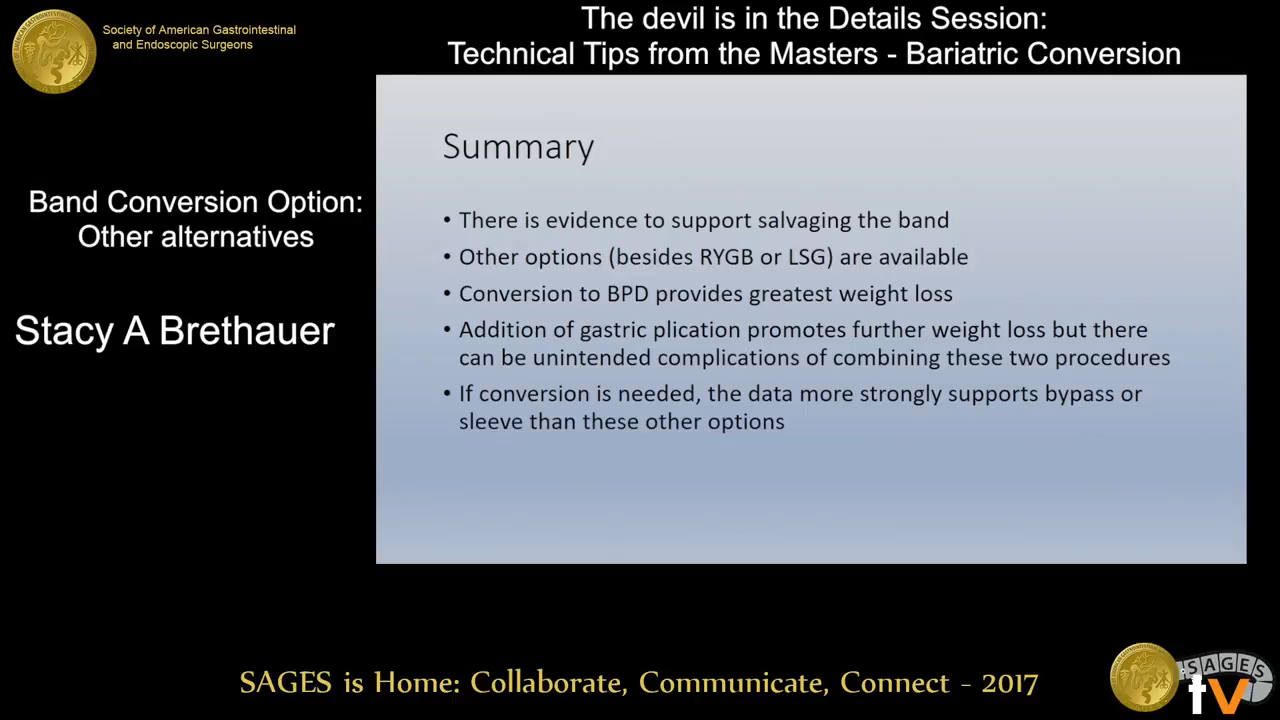 Society of American Gastrointestinal
and Endoscopic Surgeons
The devil is in the Details Session:
Technical Tips from the Masters - Bariatric Conversion
Band Conversion Option:
Other alternatives
Stacy A Brethauer
Summary
• There is evidence to support salvaging the band
• Other options (besides RYGB or LSG) are available
• Conversion to BPD provides greatest weight loss
• Addition of gastric plication promotes further weight loss but there
can be unintended complications of combining these two procedures
• If conversion is needed, the data more strongly supports bypass or
sleeve than these other options
SAGES is Home: Collaborate, Communicate, Connect - 2017
SAGES
tv